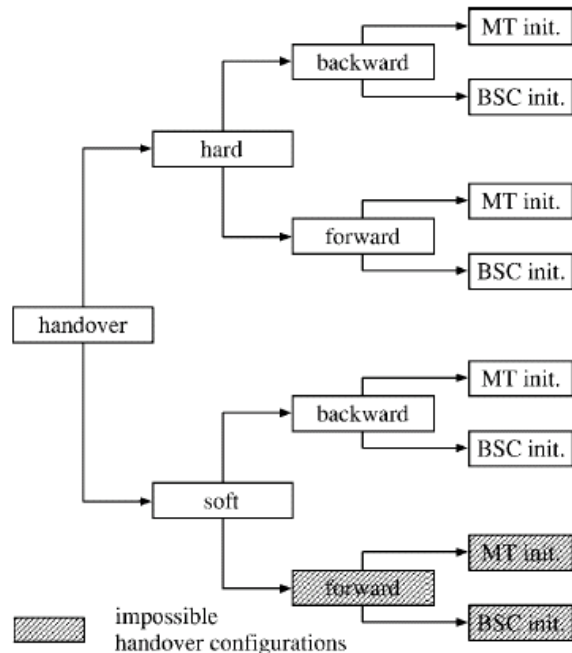 MT init.
backward
BSC init.
hard
MT init.
forward
BSC init.
handover
MT init.
backward
BSC init.
soft
MT init.
forward
BSC init.
impossible
handover configurations